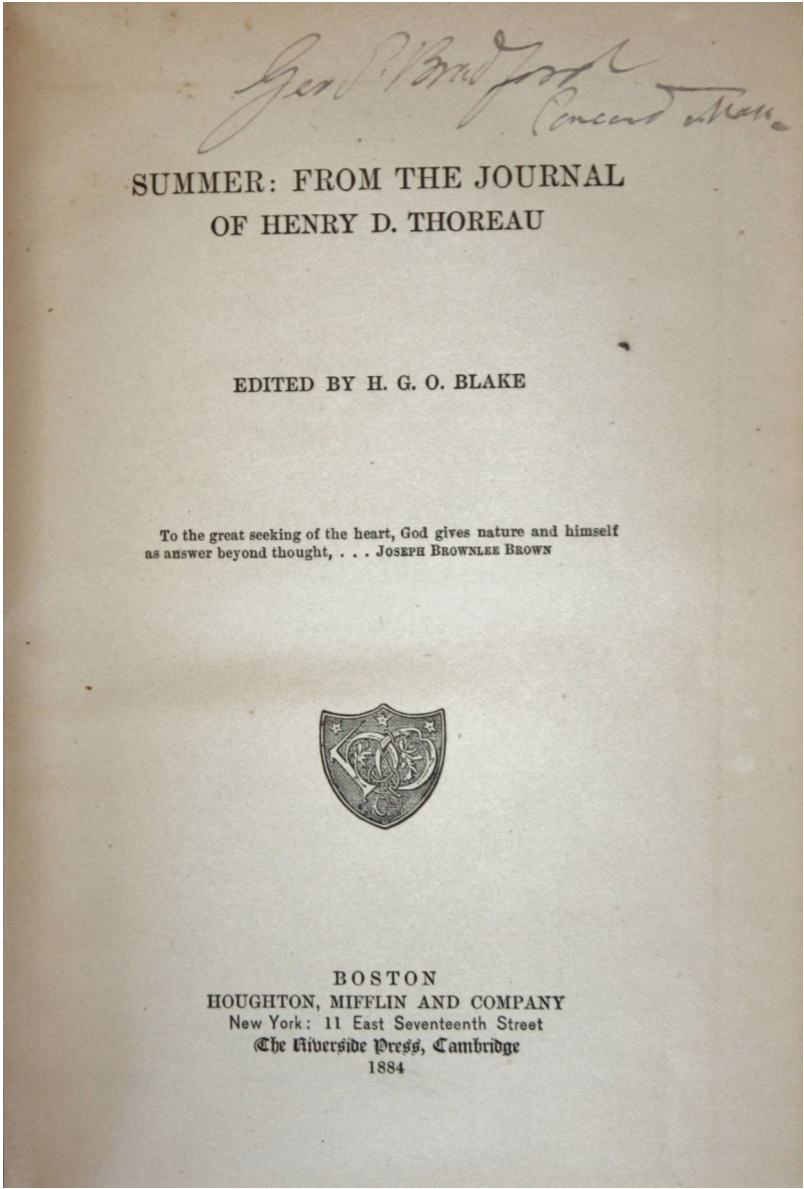 Geo P. Bradford
Concord Mass.
SUMMER: FROM THE JOURNAL
OF HENRY D. THOREAU
EDITED BY H. G. O. BLAKE
To the great seeking of the heart, God gives nature and himself
as answer beyond thought, . . . JOSEPH BROWNLEE BROWN
BOSTON
HOUGHTON, MIFFLIN AND COMPANY
New York: 11 East Seventeenth Street
The Riverside Press, Cambridge
1884